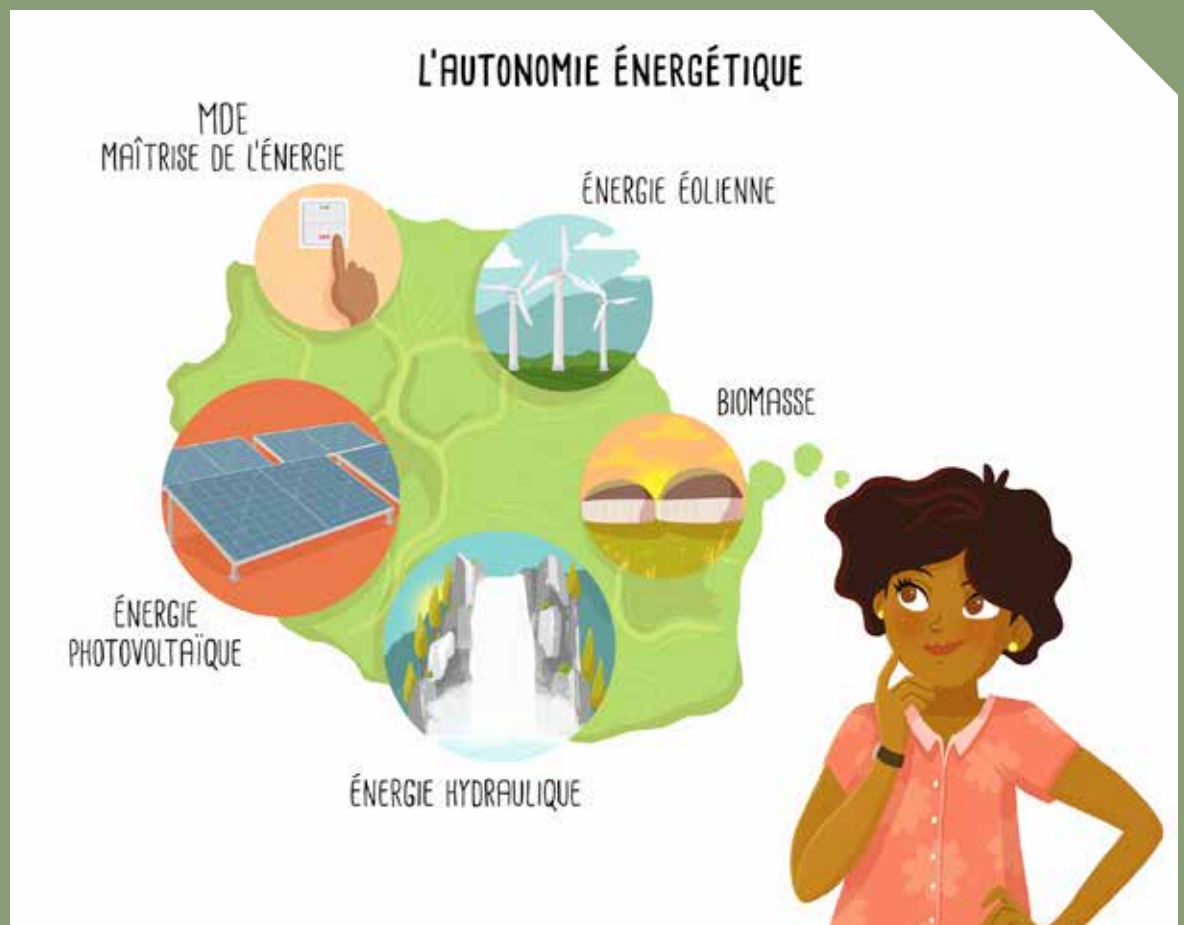 L'AUTONOMIE ÉNERGÉTIQUE
MDE
MAÎTRISE DE L'ÉNERGIE
ÉNERGIE ÉOLIENNE
BIOMASSE
ÉNERGIE
PHOTOVOLTAÏQUE
ÉNERGIE HYDRAULIQUE